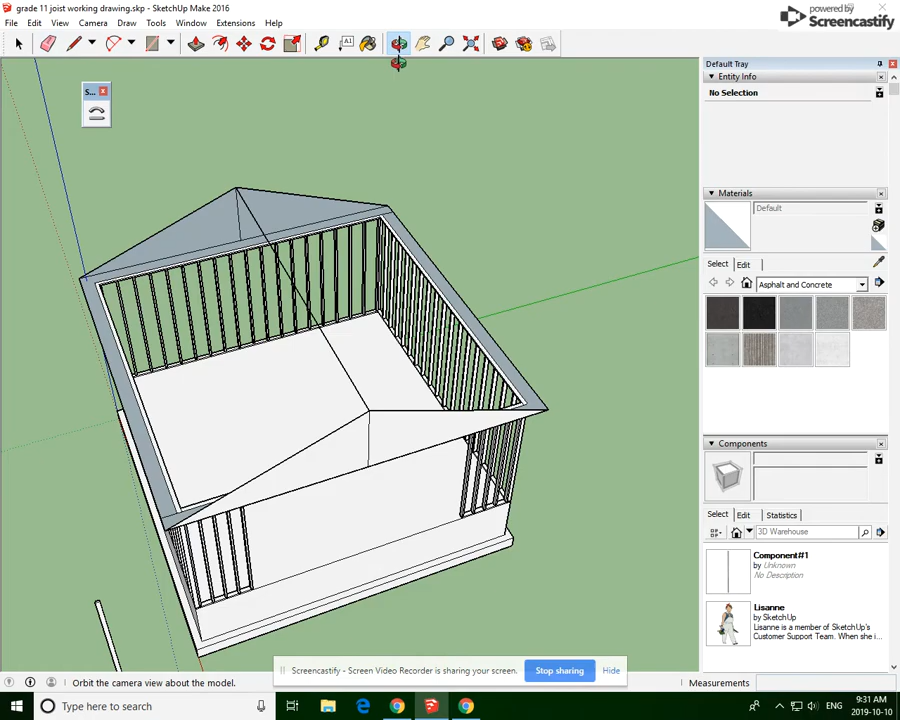 grade 11 joist working drawing.skp - SketchUp Make 2016
powered by
Screencastify
File Edit View Camera Draw Tools Window Extensions Help
A1
S...
Default Tray
Entity Info
No Selection
Materials
Default
Select Edit
Asphalt and Concrete
Components
Select Edit Statistics
3D Warehouse
Component#1
by Unknown
No Description
Lisanne
by SketchUp
Lisanne is a member of SketchUp's
Customer Support Team. When she i...
Screencastify - Screen Video Recorder is sharing your screen. Stop sharing Hide
Orbit the camera view about the model. Measurements
Type here to search
ENG
9:31 AM
2019-10-10